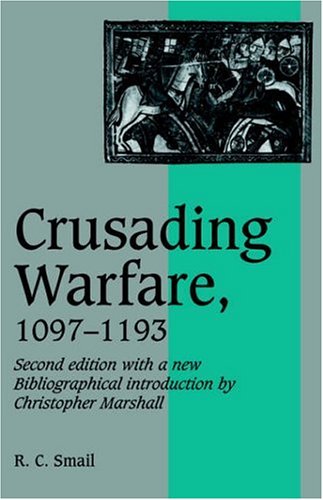 Crusading
Warfare,
1097–1193
Second edition with a new
Bibliographical introduction by
Christopher Marshall
R. C. Smail